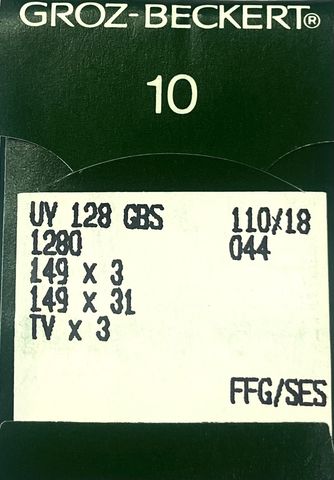 GROZ-BECKERT®
10
UY 128 GBS 110/18
1280 044
149 x 3
149 x 31
TV x 3
FFG/SES